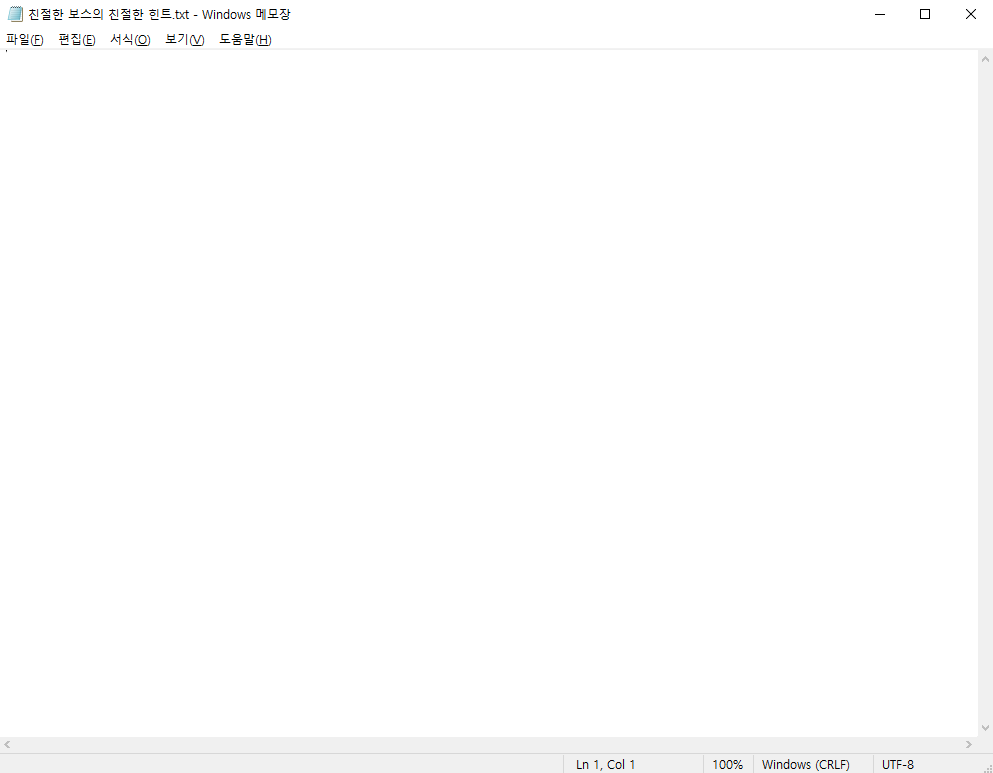 친절한 보스의 친절한 힌트.txt - Windows 메모장
파일(F) 편집(E) 서식(O) 보기(V) 도움말(H)
Ln 1, Col 1 100% Windows (CRLF) UTF-8